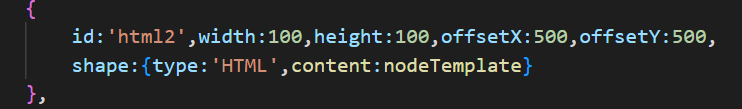 {
id:'html2',width:100,height:100,offsetX:500,offsetY:500,
shape:{type:'HTML',content:nodeTemplate}
},